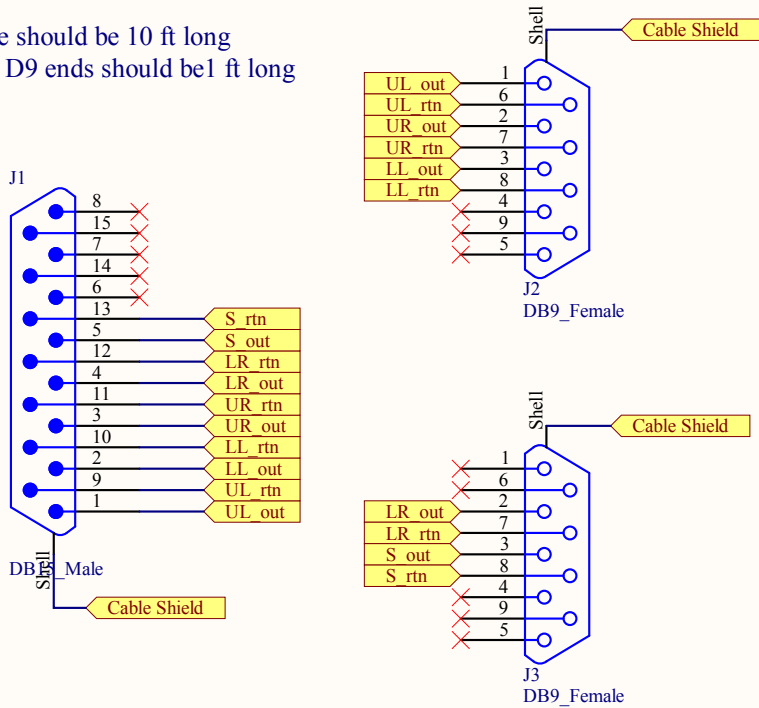 e should be 10 ft long
D9 ends should be1 ft long
J1
8
15
7
14
6
13 S_rtn
5 S_out
12 LR_rtn
4 LR_out
11 UR_rtn
3 UR_out
10 LL_rtn
2 LL_out
9 UL_rtn
1 UL_out
Shell
DB15_Male
Cable Shield
Shell
Cable Shield
UL_out 1
UL_rtn 6
UR_out 2
UR_rtn 7
LL_out 3
LL_rtn 8
4
9
5
J2
DB9_Female
Shell
Cable Shield
1
6
LR_out 2
LR_rtn 7
S_out 3
S_rtn 8
4
9
5
J3
DB9_Female